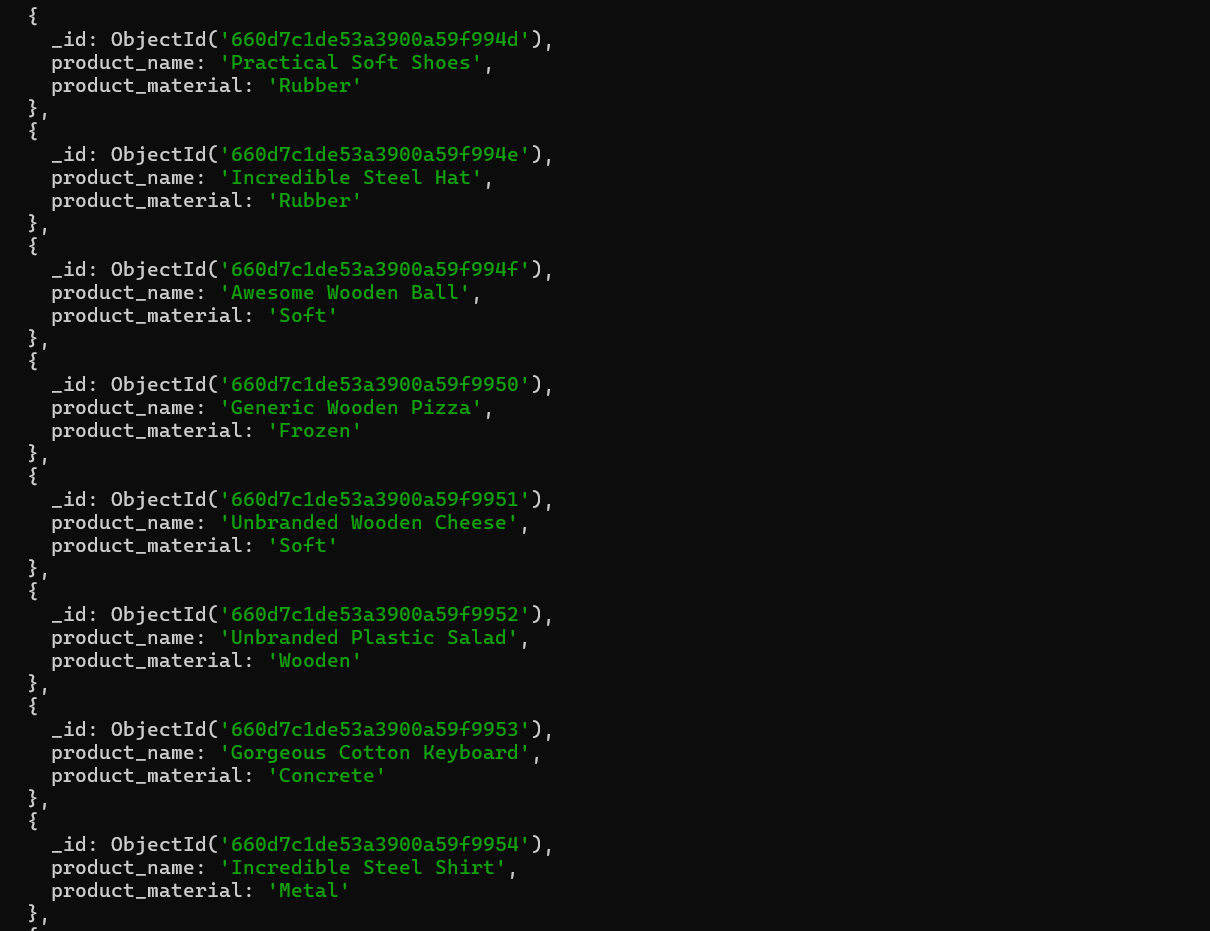 {
_id: ObjectId('660d7c1de53a3900a59f994d'),
product_name: 'Practical Soft Shoes',
product_material: 'Rubber'
},
{
_id: ObjectId('660d7c1de53a3900a59f994e'),
product_name: 'Incredible Steel Hat',
product_material: 'Rubber'
},
{
_id: ObjectId('660d7c1de53a3900a59f994f'),
product_name: 'Awesome Wooden Ball',
product_material: 'Soft'
},
{
_id: ObjectId('660d7c1de53a3900a59f9950'),
product_name: 'Generic Wooden Pizza',
product_material: 'Frozen'
},
{
_id: ObjectId('660d7c1de53a3900a59f9951'),
product_name: 'Unbranded Wooden Cheese',
product_material: 'Soft'
},
{
_id: ObjectId('660d7c1de53a3900a59f9952'),
product_name: 'Unbranded Plastic Salad',
product_material: 'Wooden'
},
{
_id: ObjectId('660d7c1de53a3900a59f9953'),
product_name: 'Gorgeous Cotton Keyboard',
product_material: 'Concrete'
},
{
_id: ObjectId('660d7c1de53a3900a59f9954'),
product_name: 'Incredible Steel Shirt',
product_material: 'Metal'
},
{